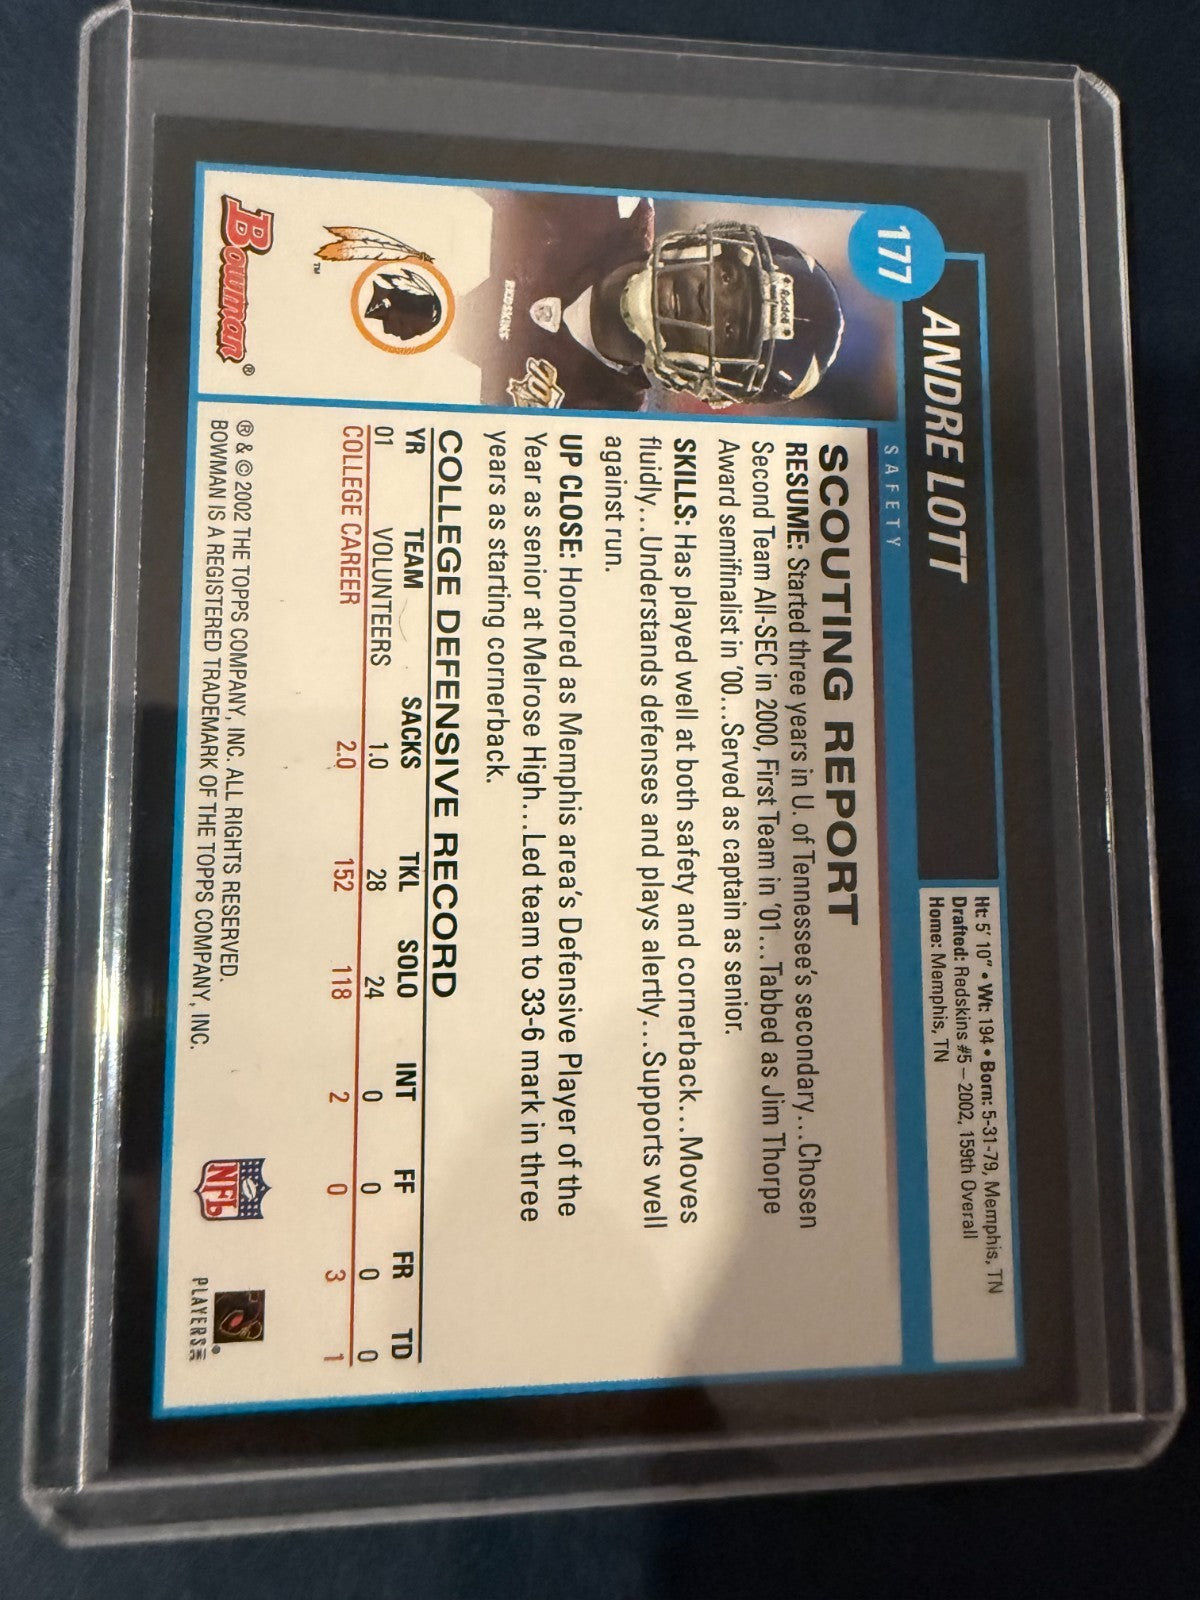 177
ANDRE LOTT
Ht: 5' 10" • Wt: 194 • Born: 5-31-79, Memphis, TN
Drafted: Redskins #5 – 2002, 159th Overall
Home: Memphis, TN
SAFETY
Riddell
REDSKINS
SCOUTING REPORT
RESUME: Started three years in U. of Tennessee's secondary…Chosen
Second Team All-SEC in 2000, First Team in '01…Tabbed as Jim Thorpe
Award semifinalist in '00…Served as captain as senior.
SKILLS: Has played well at both safety and cornerback…Moves
fluidly…Understands defenses and plays alertly…Supports well
against run.
UP CLOSE: Honored as Memphis area's Defensive Player of the
Year as senior at Melrose High…Led team to 33-6 mark in three
years as starting cornerback.
COLLEGE DEFENSIVE RECORD
YR TEAM SACKS TKL SOLO INT FF FR TD
01 VOLUNTEERS 1.0 28 24 0 0 0 0
COLLEGE CAREER 2.0 152 118 2 0 3 1
TM
Bowman®
® & © 2002 THE TOPPS COMPANY, INC. ALL RIGHTS RESERVED.
BOWMAN IS A REGISTERED TRADEMARK OF THE TOPPS COMPANY, INC.
NFL
PLAYERS